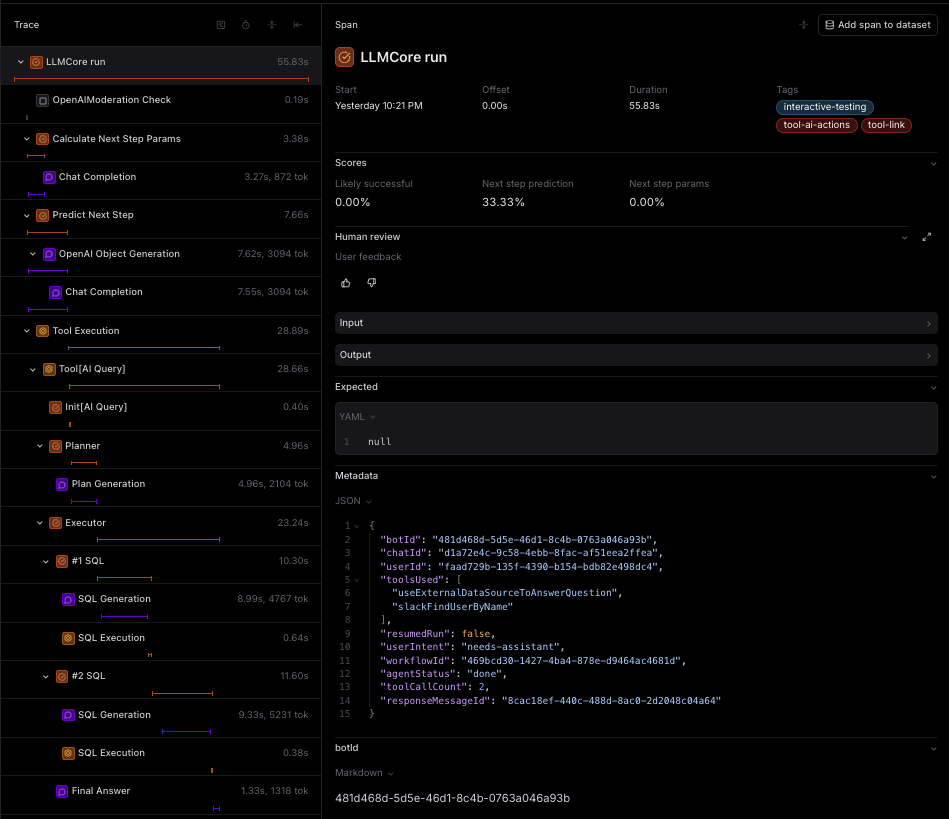 Trace
LLMCore run 55.83s
OpenAIModeration Check 0.19s
Calculate Next Step Params 3.38s
Chat Completion 3.27s, 872 tok
Predict Next Step 7.66s
OpenAI Object Generation 7.62s, 3094 tok
Chat Completion 7.55s, 3094 tok
Tool Execution 28.89s
Tool[AI Query] 28.66s
Init[AI Query] 0.40s
Planner 4.96s
Plan Generation 4.96s, 2104 tok
Executor 23.24s
#1 SQL 10.30s
SQL Generation 8.99s, 4767 tok
SQL Execution 0.64s
#2 SQL 11.60s
SQL Generation 9.33s, 5231 tok
SQL Execution 0.38s
Final Answer 1.33s, 1318 tok
Span
Add span to dataset
LLMCore run
Start Offset Duration Tags
Yesterday 10:21 PM 0.00s 55.83s interactive-testing
tool-ai-actions tool-link
Scores
Likely successful Next step prediction Next step params
0.00% 33.33% 0.00%
Human review
User feedback
Input
Output
Expected
YAML
1 null
Metadata
JSON
1 {
2 "botId": "481d468d-5d5e-46d1-8c4b-0763a046a93b",
3 "chatId": "d1a72e4c-9c58-4ebb-8fac-af51eea2ffea",
4 "userId": "faad729b-135f-4390-b154-bdb82e498dc4",
5 "toolsUsed": [
6 "useExternalDataSourceToAnswerQuestion",
7 "slackFindUserByName"
8 ],
9 "resumedRun": false,
10 "userIntent": "needs-assistant",
11 "workflowId": "469bcd30-1427-4ba4-878e-d9464ac4681d",
12 "agentStatus": "done",
13 "toolCallCount": 2,
14 "responseMessageId": "8cac18ef-440c-488d-8ac0-2d2048c04a64"
15 }
botId
Markdown
481d468d-5d5e-46d1-8c4b-0763a046a93b